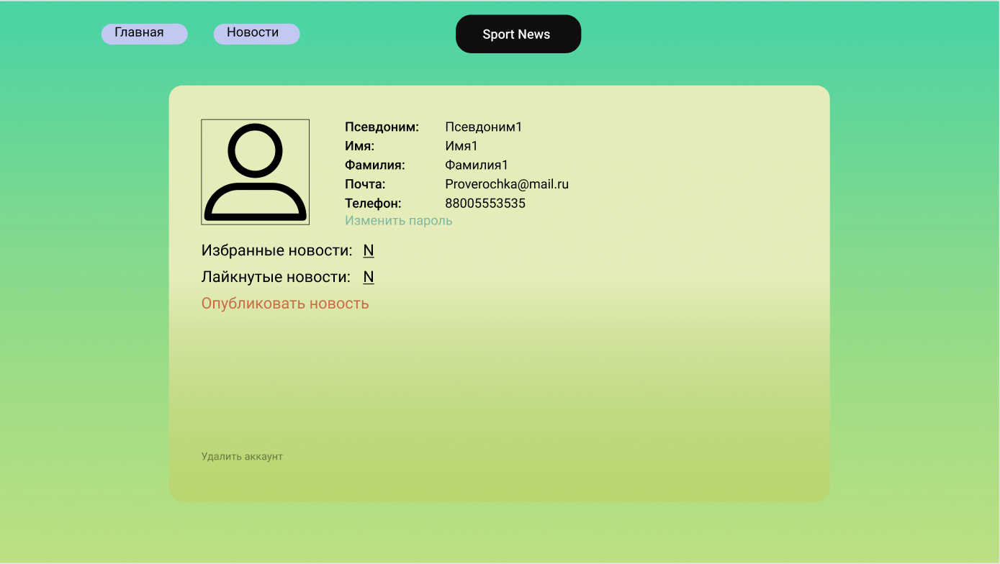 Главная Новости Sport News
Псевдоним: Псевдоним1
Имя: Имя1
Фамилия: Фамилия1
Почта: Proverochka@mail.ru
Телефон: 88005553535
Изменить пароль
Избранные новости: N
Лайкнутые новости: N
Опубликовать новость
Удалить аккаунт